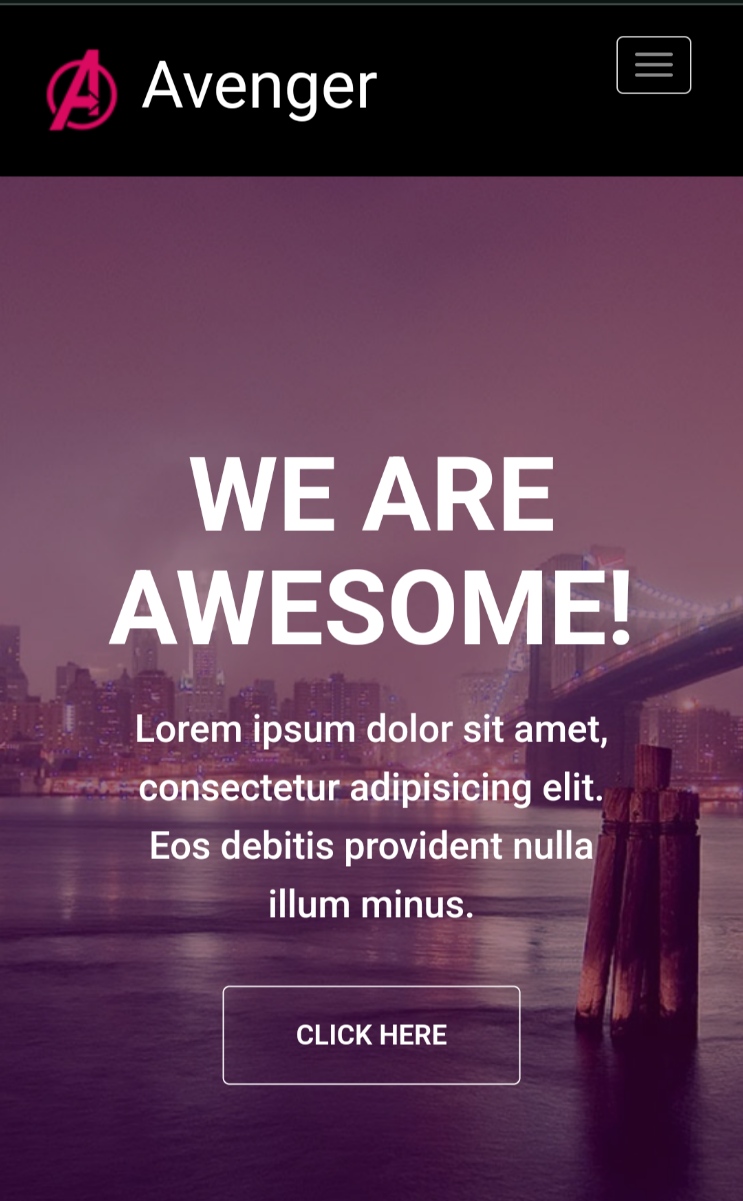 Avenger
WE ARE
AWESOME!
Lorem ipsum dolor sit amet,
consectetur adipisicing elit.
Eos debitis provident nulla
illum minus.
CLICK HERE